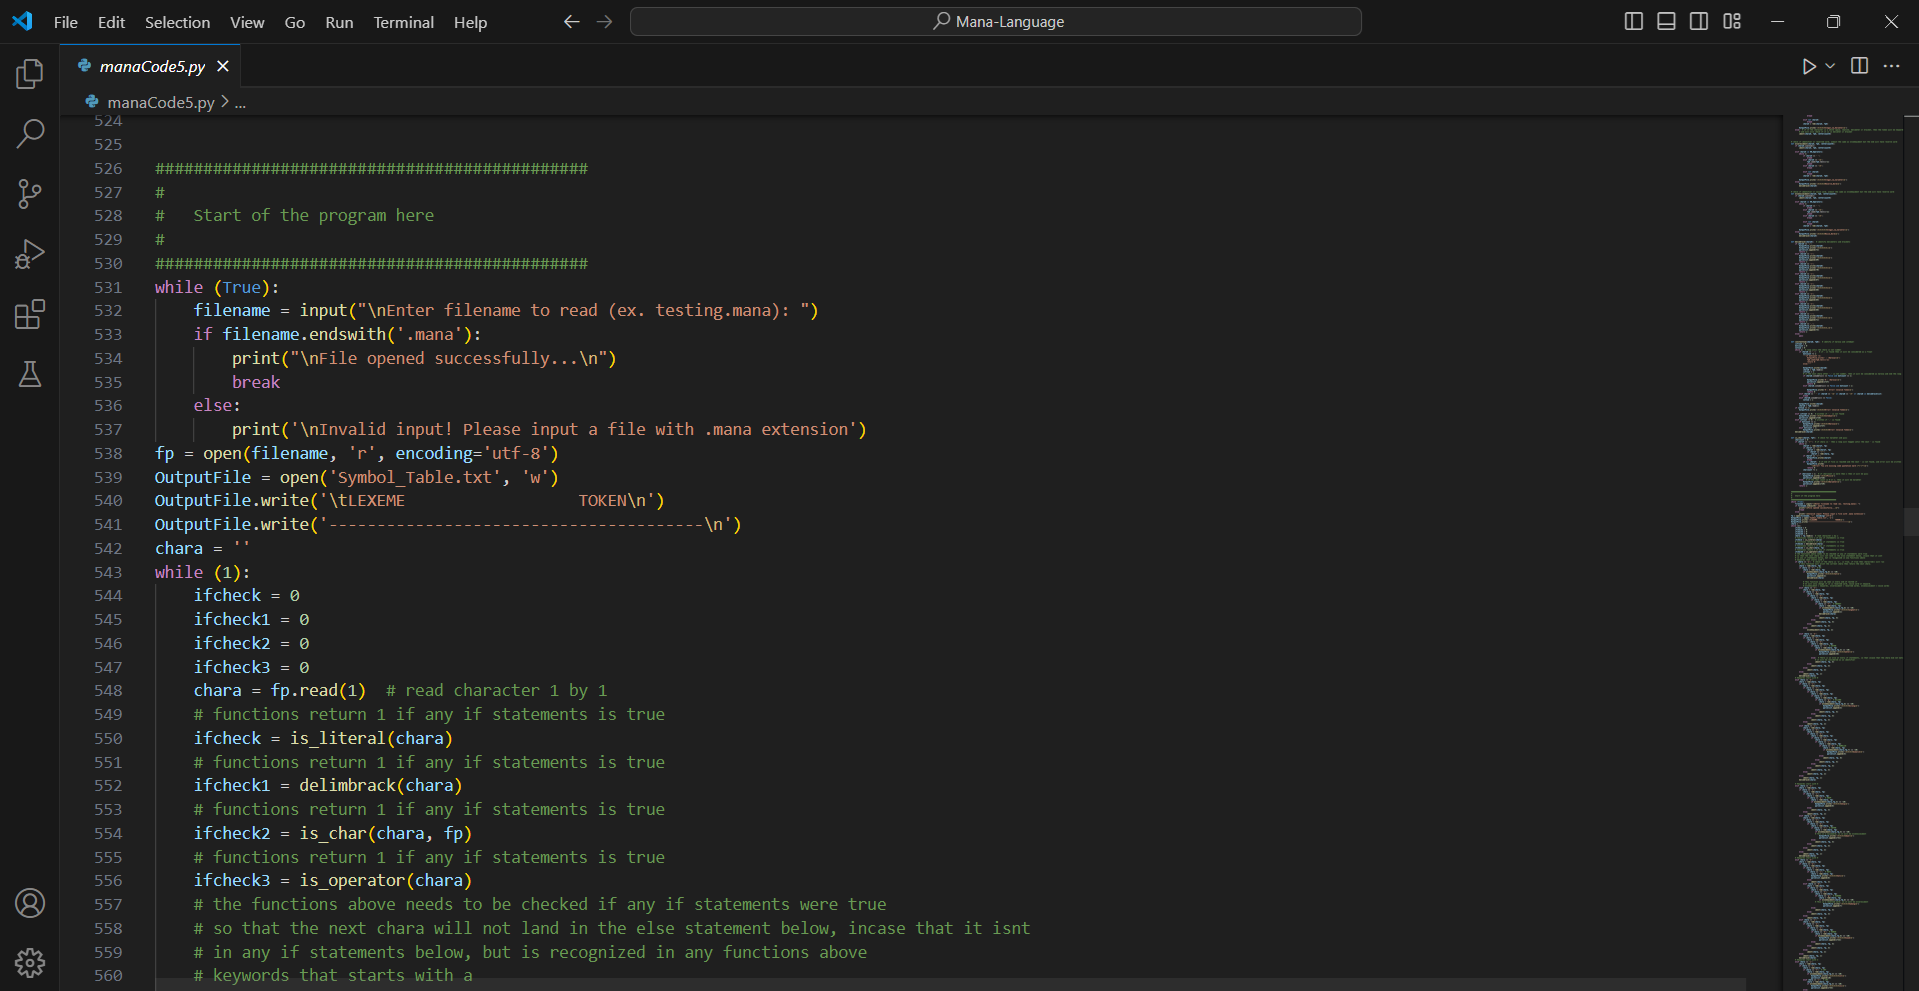 File Edit Selection View Go Run Terminal Help Mana-Language
manaCode5.py
manaCode5.py > ...
524
525
526 #############################################
527 #
528 #   Start of the program here
529 #
530 #############################################
531 while (True):
532     filename = input("\nEnter filename to read (ex. testing.mana): ")
533     if filename.endswith('.mana'):
534         print("\nFile opened successfully...\n")
535         break
536     else:
537         print('\nInvalid input! Please input a file with .mana extension')
538 fp = open(filename, 'r', encoding='utf-8')
539 OutputFile = open('Symbol_Table.txt', 'w')
540 OutputFile.write('\tLEXEME                  TOKEN\n')
541 OutputFile.write('---------------------------------------\n')
542 chara = ''
543 while (1):
544     ifcheck = 0
545     ifcheck1 = 0
546     ifcheck2 = 0
547     ifcheck3 = 0
548     chara = fp.read(1)  # read character 1 by 1
549     # functions return 1 if any if statements is true
550     ifcheck = is_literal(chara)
551     # functions return 1 if any if statements is true
552     ifcheck1 = delimbrack(chara)
553     # functions return 1 if any if statements is true
554     ifcheck2 = is_char(chara, fp)
555     # functions return 1 if any if statements is true
556     ifcheck3 = is_operator(chara)
557     # the functions above needs to be checked if any if statements were true
558     # so that the next chara will not land in the else statement below, incase that it isnt
559     # in any if statements below, but is recognized in any functions above
560     # keywords that starts with a